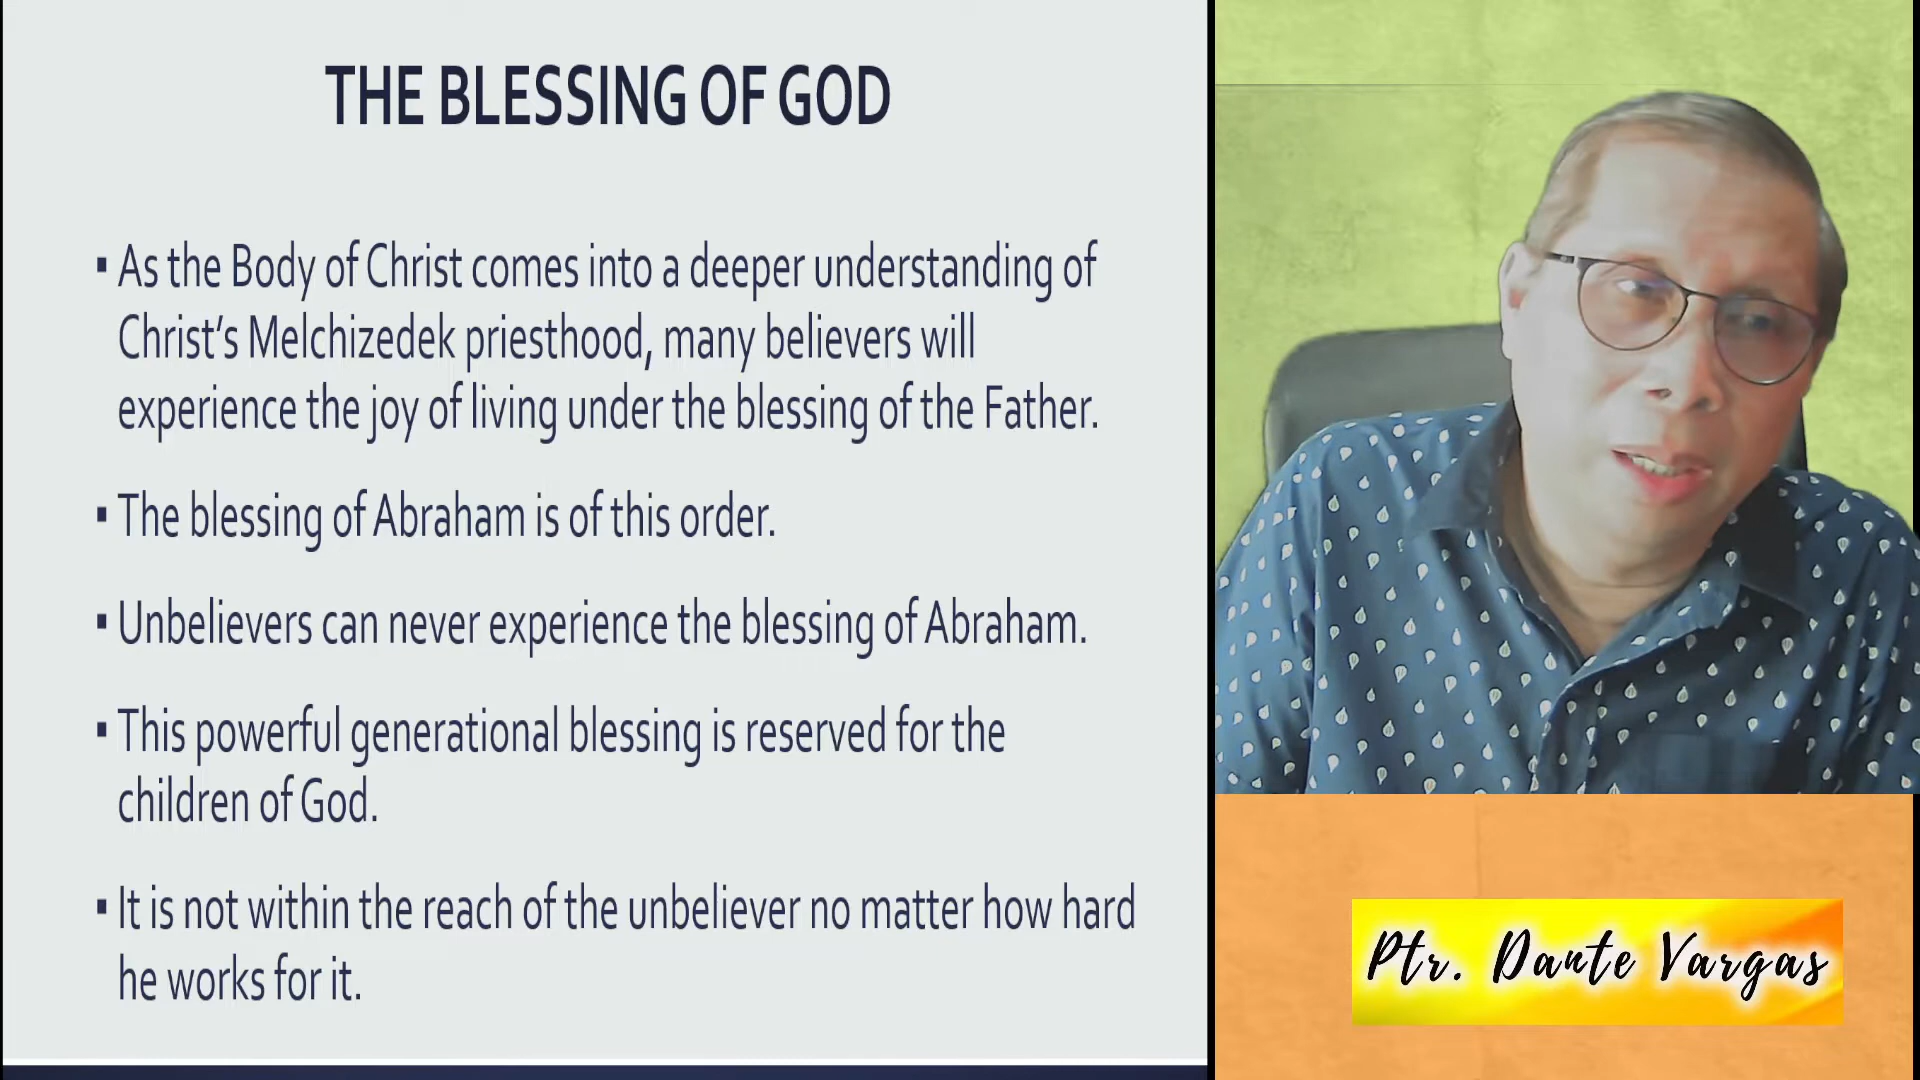 THE BLESSING OF GOD
▪ As the Body of Christ comes into a deeper understanding of
Christ's Melchizedek priesthood, many believers will
experience the joy of living under the blessing of the Father.
▪ The blessing of Abraham is of this order.
▪ Unbelievers can never experience the blessing of Abraham.
▪ This powerful generational blessing is reserved for the
children of God.
▪ It is not within the reach of the unbeliever no matter how hard
he works for it.
Ptr. Dante Vargas